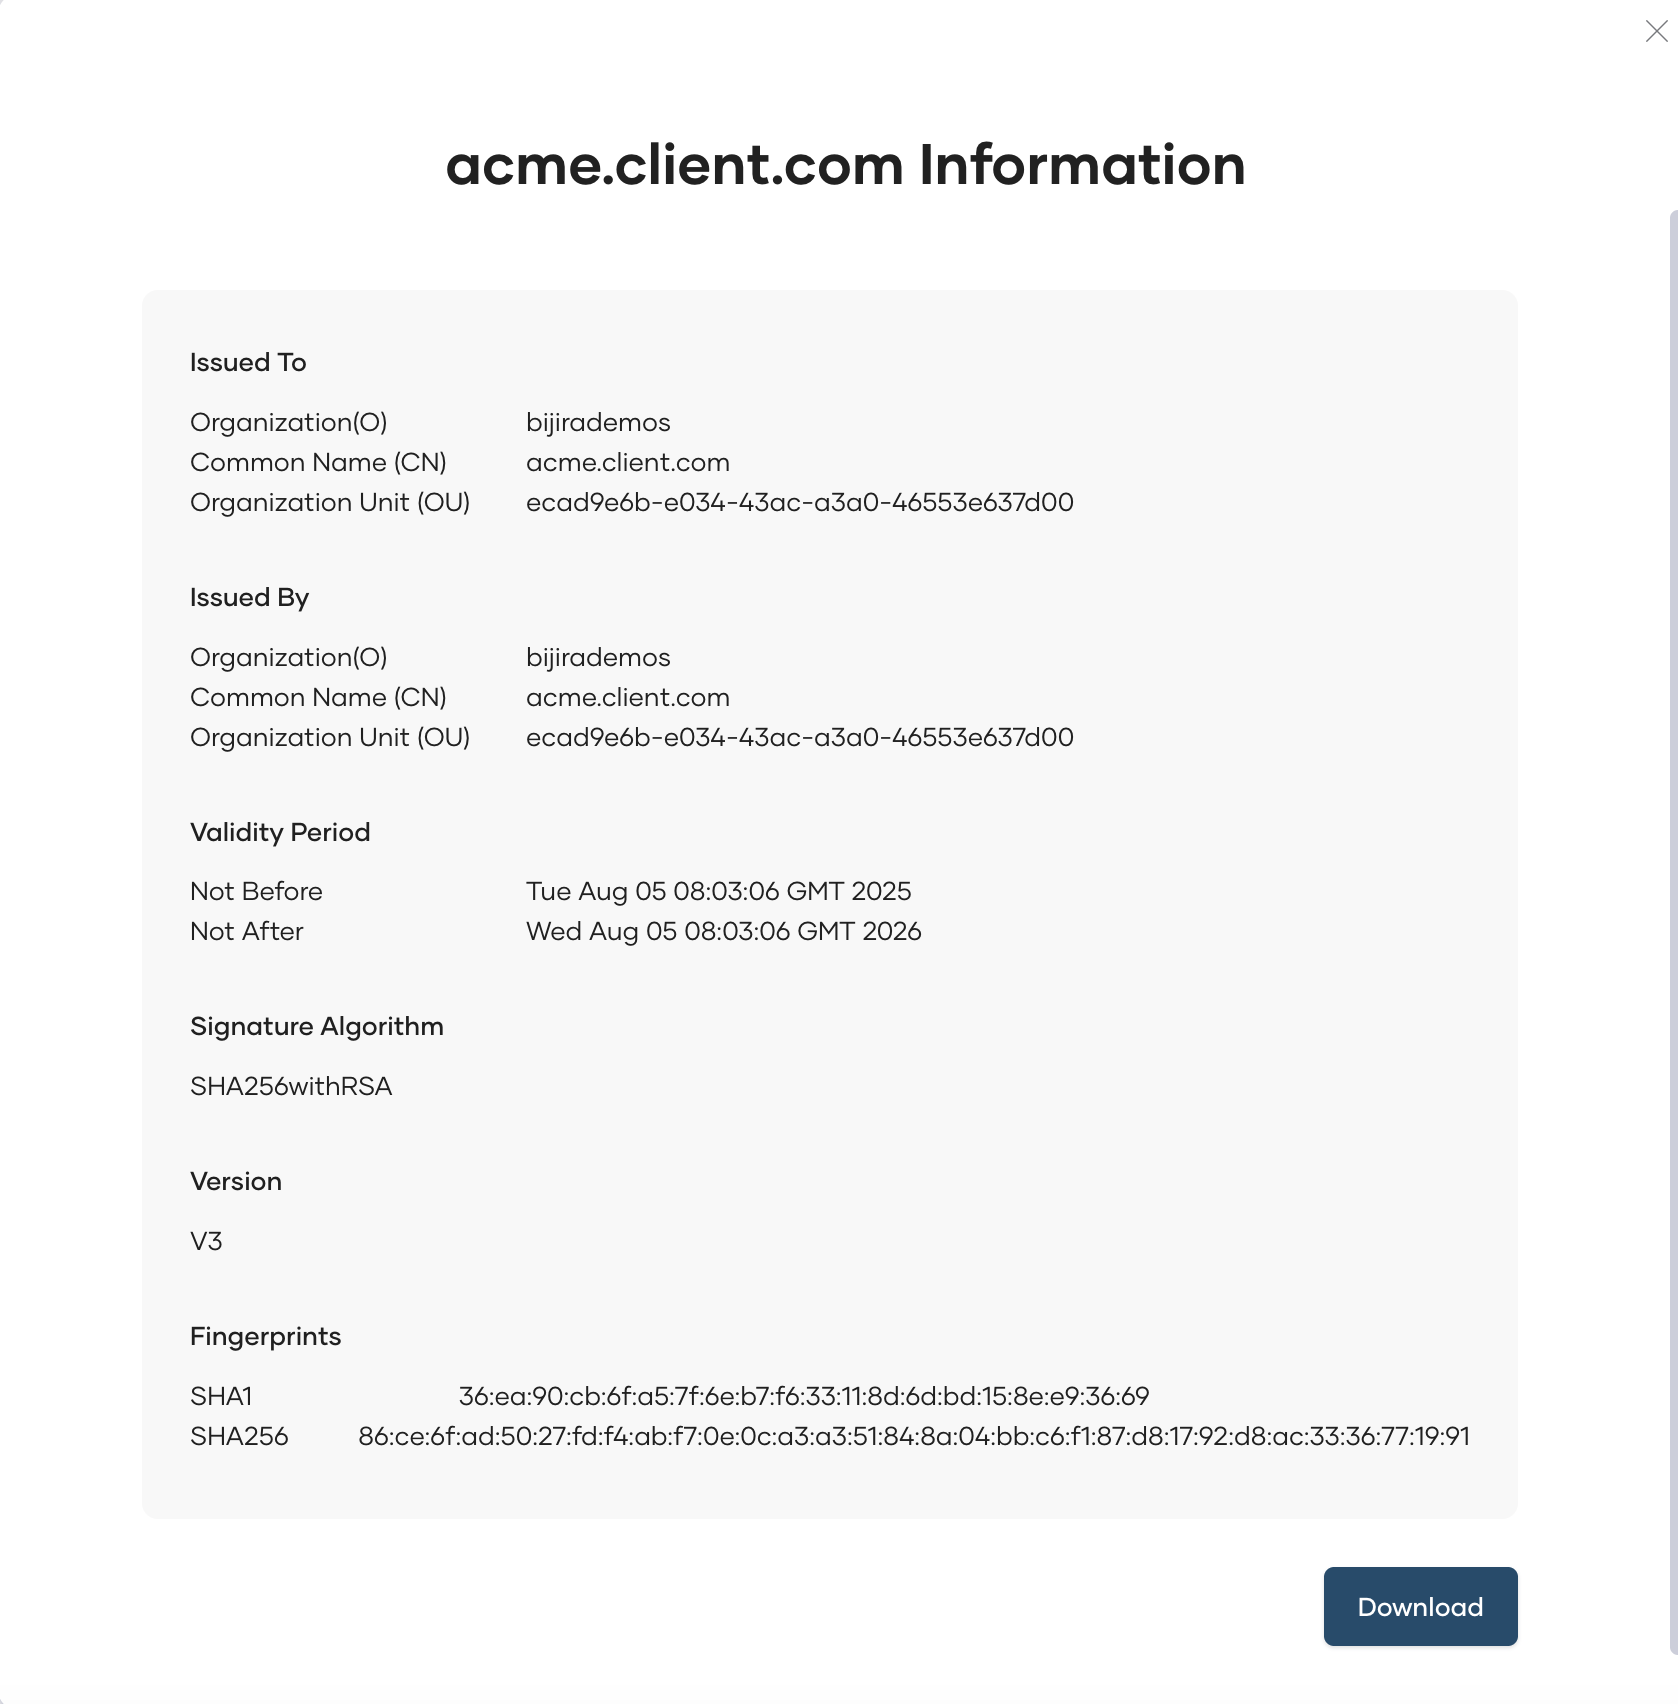 acme.client.com Information
Issued To
Organization(O) bijirademos
Common Name (CN) acme.client.com
Organization Unit (OU) ecad9e6b-e034-43ac-a3a0-46553e637d00
Issued By
Organization(O) bijirademos
Common Name (CN) acme.client.com
Organization Unit (OU) ecad9e6b-e034-43ac-a3a0-46553e637d00
Validity Period
Not Before Tue Aug 05 08:03:06 GMT 2025
Not After Wed Aug 05 08:03:06 GMT 2026
Signature Algorithm
SHA256withRSA
Version
V3
Fingerprints
SHA1 36:ea:90:cb:6f:a5:7f:6e:b7:f6:33:11:8d:6d:bd:15:8e:e9:36:69
SHA256 86:ce:6f:ad:50:27:fd:f4:ab:f7:0e:0c:a3:a3:51:84:8a:04:bb:c6:f1:87:d8:17:92:d8:ac:33:36:77:19:91
Download